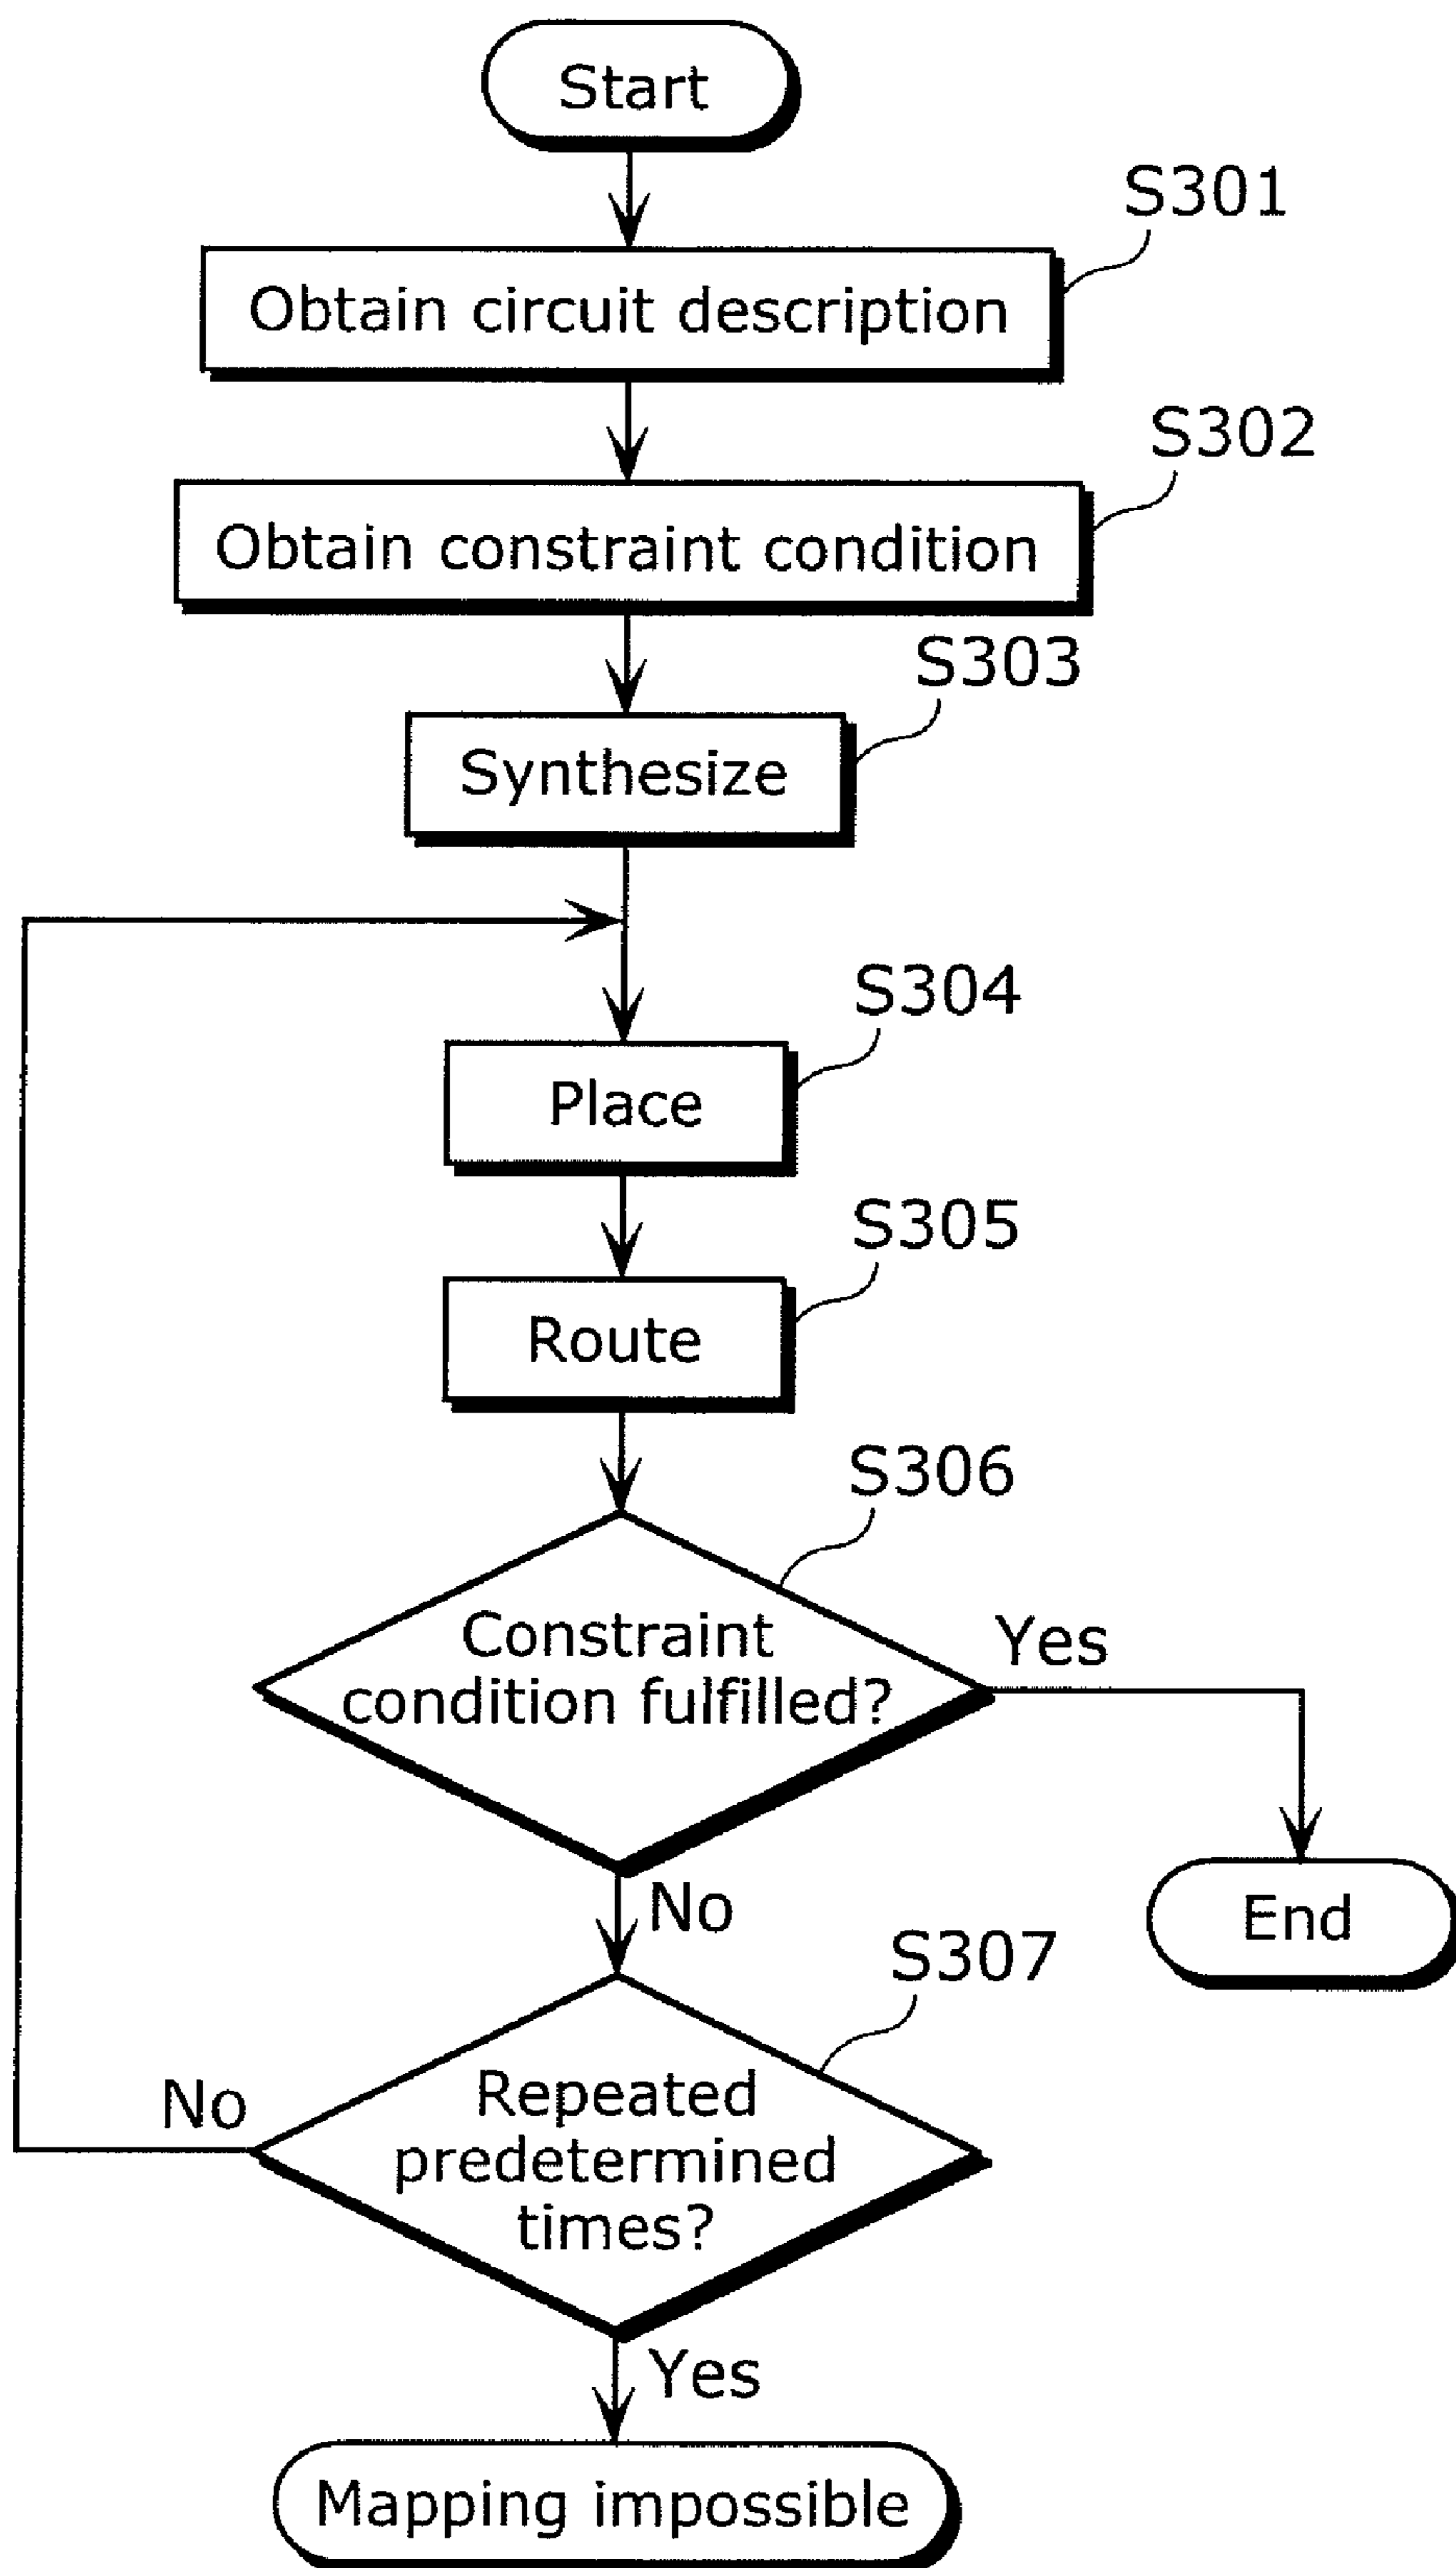 Start
S301
Obtain circuit description
S302
Obtain constraint condition
S303
Synthesize
S304
Place
S305
Route
S306
Constraint
condition fulfilled?
Yes
No
End
S307
No
Repeated
predetermined
times?
Yes
Mapping impossible